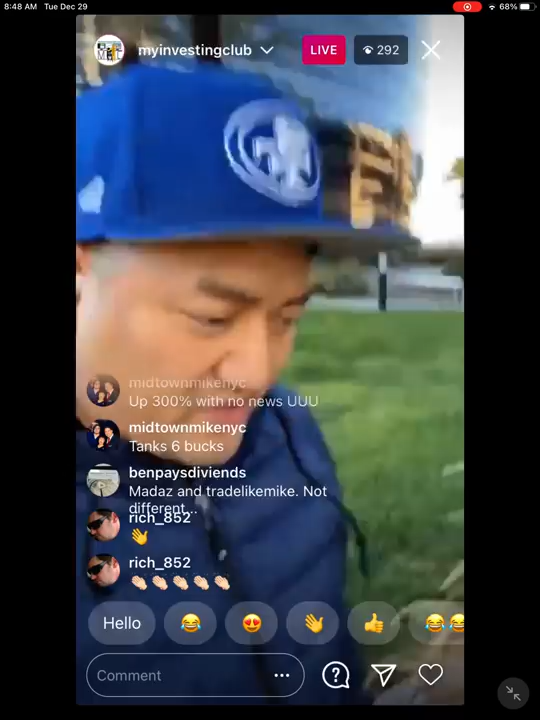 8:48 AM Tue Dec 29
68%
myinvestingclub
LIVE
292
midtownmikenyc
Up 300% with no news UUU
midtownmikenyc
Tanks 6 bucks
benpaysdiviends
Madaz and tradelikemike. Not
different...
rich_852
rich_852
Hello
Comment